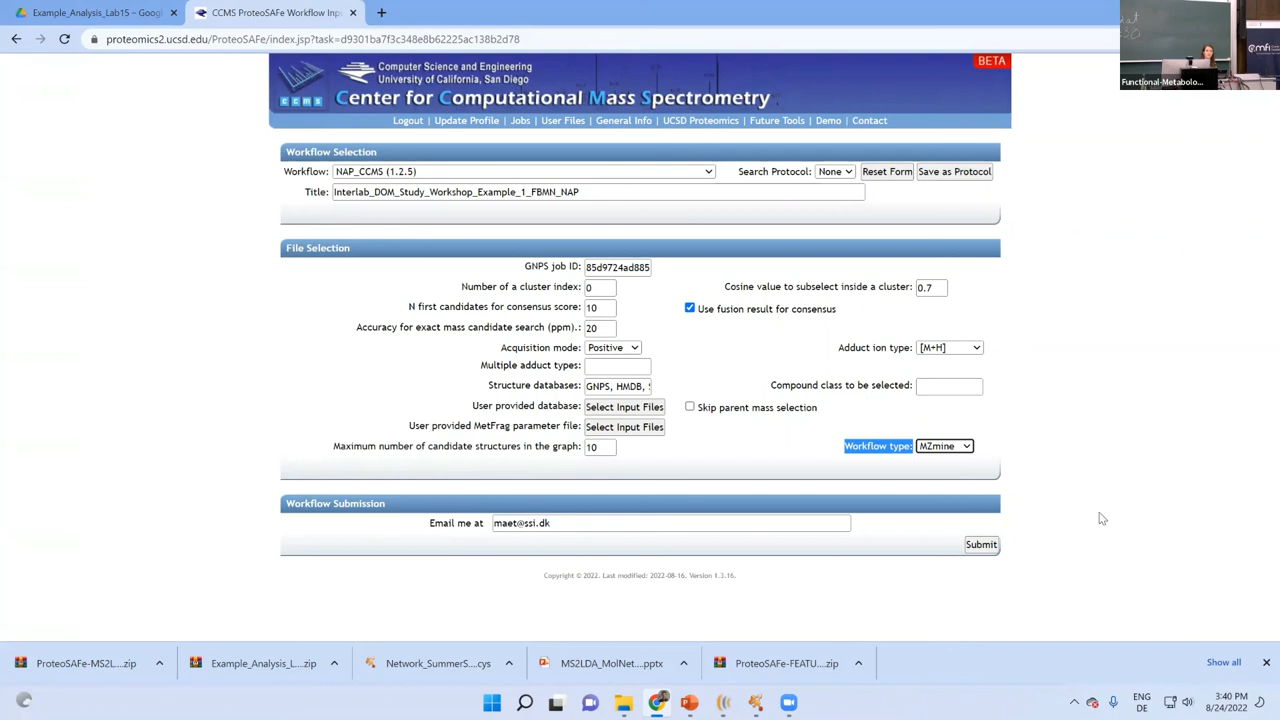 Example_Analysis_Lab15 – Goog
CCMS ProteoSAFe Workflow Inp
proteomics2.ucsd.edu/ProteoSAFe/index.jsp?task=d9301ba7f3c348e8b62225ac138b2d78
Functional-Metabolo...
Computer Science and Engineering
University of California, San Diego
BETA
ccms
Center for Computational Mass Spectrometry
Logout | Update Profile | Jobs | User Files | General Info | UCSD Proteomics | Future Tools | Demo | Contact
Workflow Selection
Workflow: NAP_CCMS (1.2.5) Search Protocol: None Reset Form Save as Protocol
Title: Interlab_DOM_Study_Workshop_Example_1_FBMN_NAP
File Selection
GNPS job ID: 85d9724ad885
Number of a cluster index: 0 Cosine value to subselect inside a cluster: 0.7
N first candidates for consensus score: 10 Use fusion result for consensus
Accuracy for exact mass candidate search (ppm).: 20
Acquisition mode: Positive Adduct ion type: [M+H]
Multiple adduct types:
Structure databases: GNPS, HMDB, Compound class to be selected:
User provided database: Select Input Files Skip parent mass selection
User provided MetFrag parameter file: Select Input Files
Maximum number of candidate structures in the graph: 10 Workflow type: MZmine
Workflow Submission
Email me at maet@ssi.dk
Submit
Copyright © 2022. Last modified: 2022-08-16. Version 1.3.16.
ProteoSAFe-MS2L....zip
Example_Analysis_L....zip
Network_SummerS....cys
MS2LDA_MolNet....pptx
ProteoSAFe-FEATU....zip
Show all
ENG
DE
3:40 PM
8/24/2022